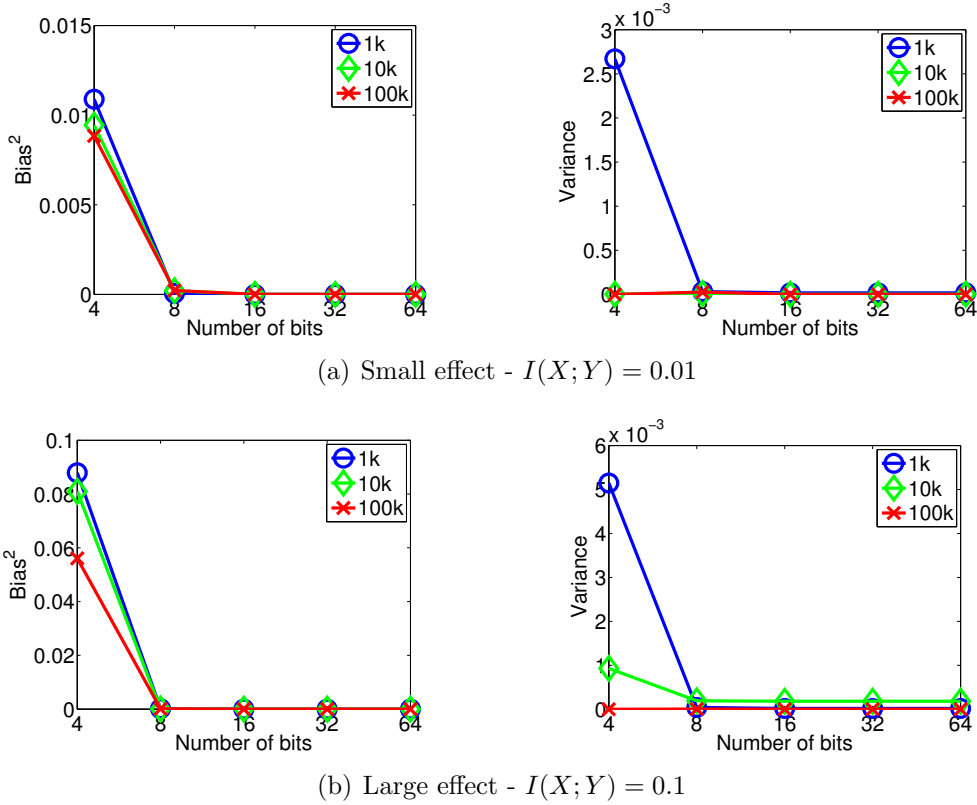 0.015
0.01
0.005
0
Bias²
4
8
16
32
64
Number of bits
1k
10k
100k
x 10⁻³
3
2.5
2
1.5
1
0.5
0
Variance
4
8
16
32
64
Number of bits
1k
10k
100k
(a) Small effect - I(X; Y) = 0.01
0.1
0.08
0.06
0.04
0.02
0
Bias²
4
8
16
32
64
Number of bits
1k
10k
100k
x 10⁻³
6
5
4
3
2
1
0
Variance
4
8
16
32
64
Number of bits
1k
10k
100k
(b) Large effect - I(X; Y) = 0.1